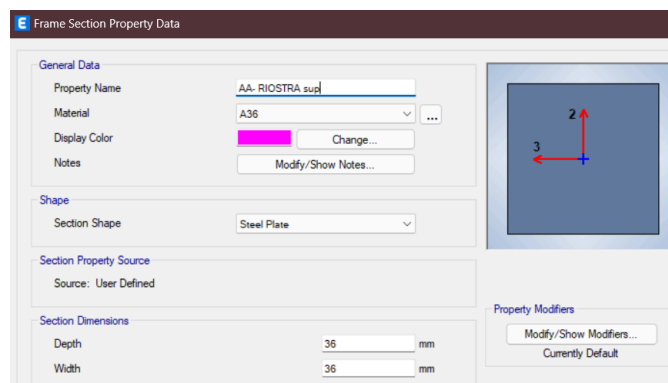 E Frame Section Property Data
General Data
Property Name AA- RIOSTRA sup
Material A36 ...
Display Color Change...
Notes Modify/Show Notes...
Shape
Section Shape Steel Plate
Section Property Source
Source: User Defined
Section Dimensions
Depth 36 mm
Width 36 mm
2
3
Property Modifiers
Modify/Show Modifiers...
Currently Default